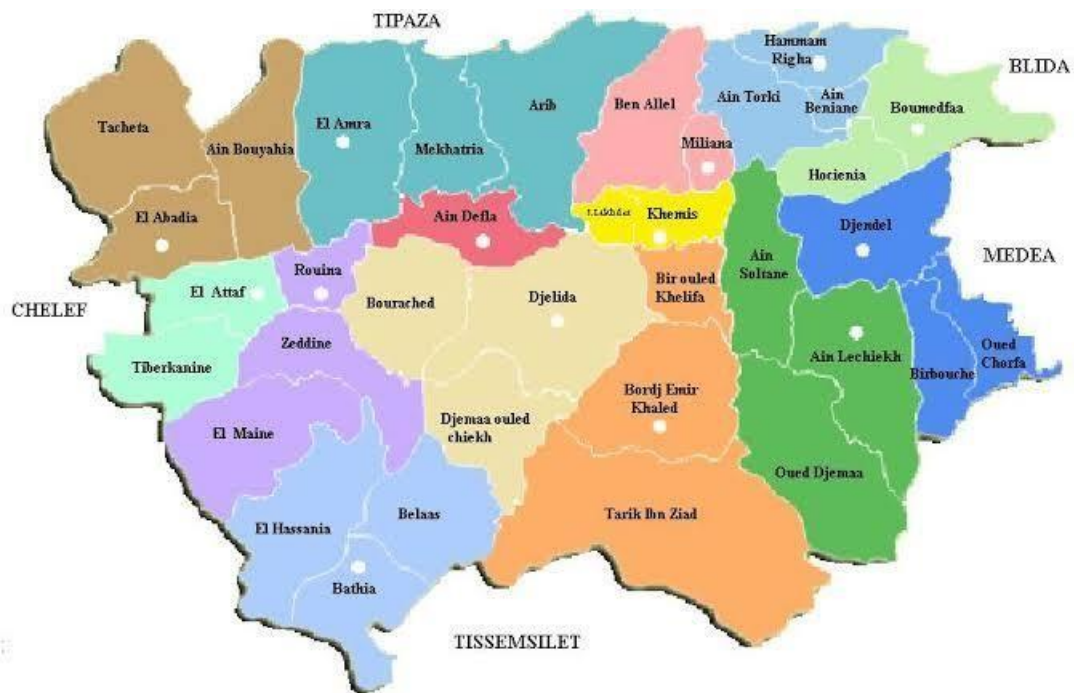 TIPAZA
Hammam
Righa
BLIDA
Tacheta
Ain Bouyahia
El Amra
Mekhatria
Arib
Ben Allel
Ain Torki
Ain
Beniane
Boumedfaa
Miliana
Hocienia
El Abadia
Ain Defla
Khemis
Djendel
MEDEA
CHELEF
El Attaf
Rouina
Bourached
Djelida
Bir ouled
Khelifa
Ain
Soltane
Tiberkanine
Zeddine
Ain Lechiekh
Birbouche
Oued
Chorfa
El Maine
Djemaa ouled
chiekh
Bordj Emir
Khaled
Oued Djemaa
El Hassania
Belaas
Tarik Ibn Ziad
Bathia
TISSEMSILET